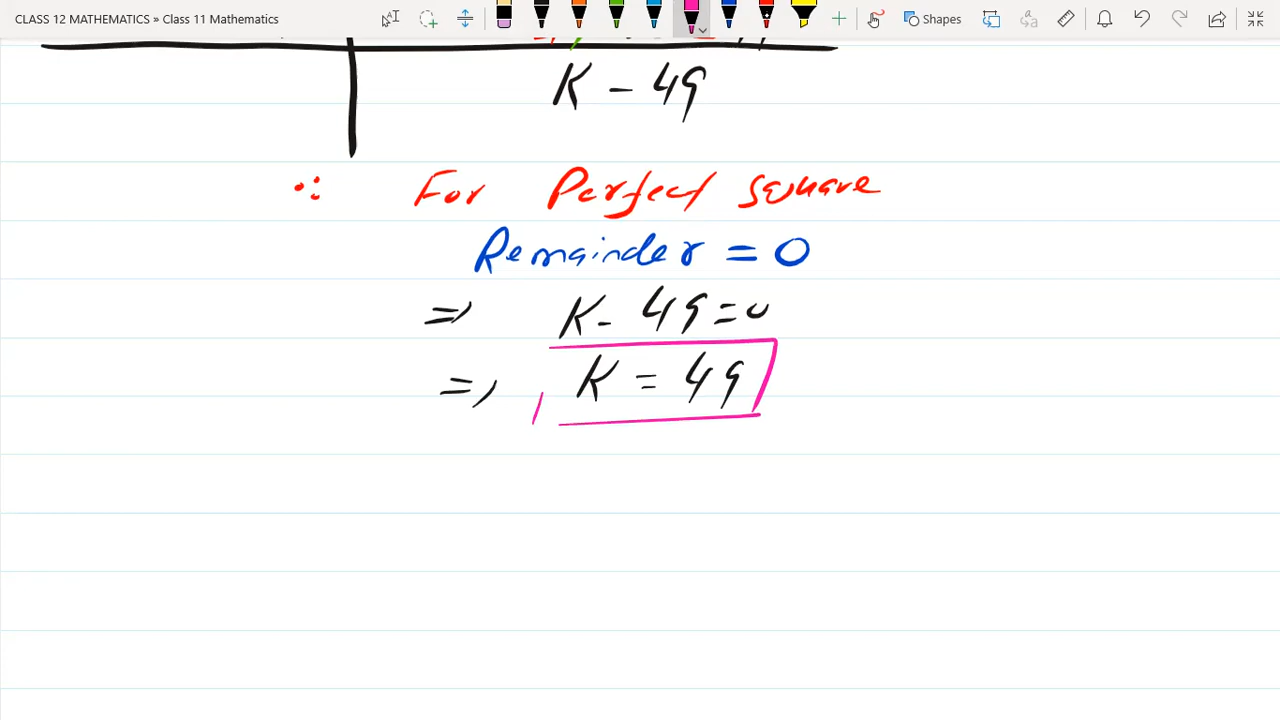 CLASS 12 MATHEMATICS » Class 11 Mathematics
Shapes
K - 49
∵ For Perfect square
Remainder = 0
=> K - 49 = 0
=> K = 49